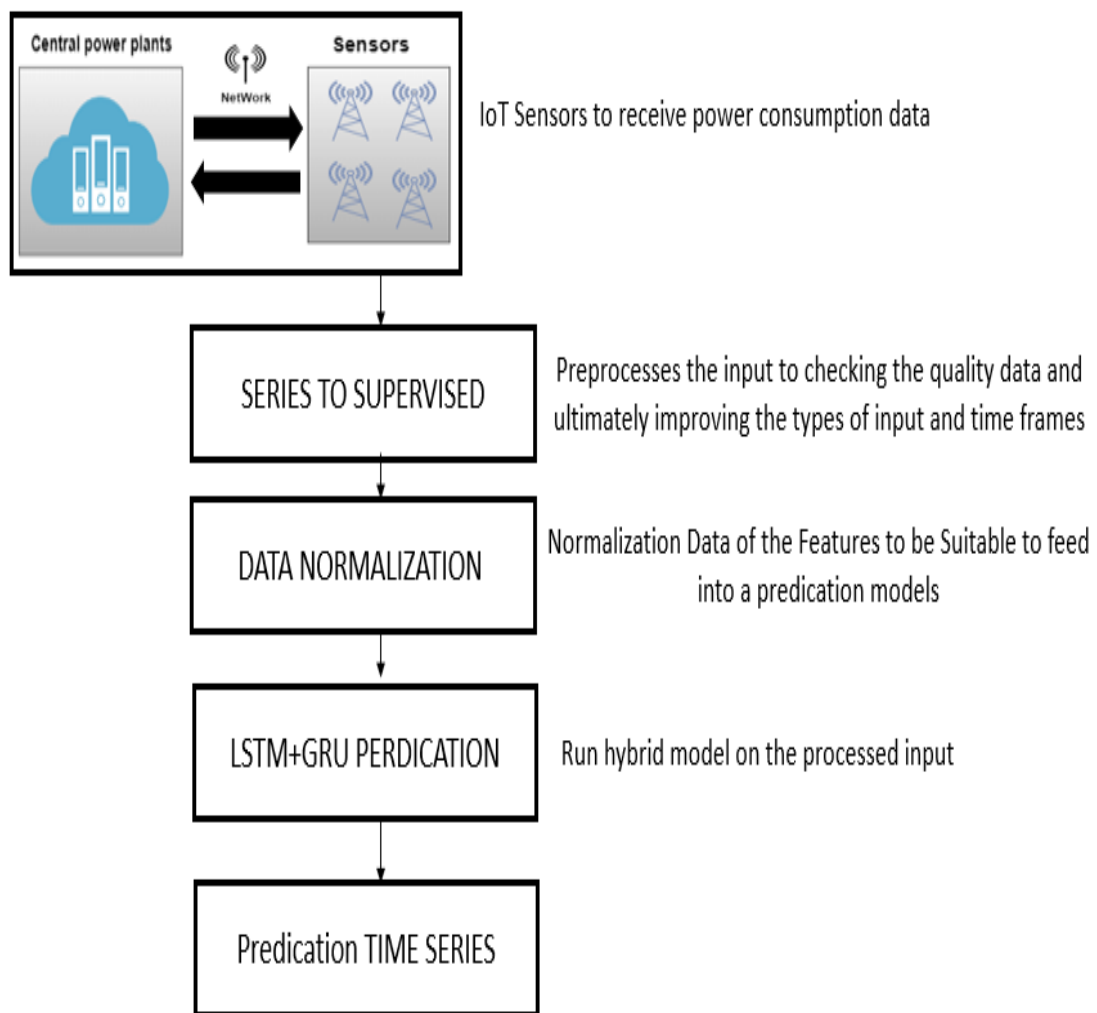 Central power plants
NetWork
Sensors
IoT Sensors to receive power consumption data
SERIES TO SUPERVISED
Preprocesses the input to checking the quality data and
ultimately improving the types of input and time frames
DATA NORMALIZATION
Normalization Data of the Features to be Suitable to feed
into a predication models
LSTM+GRU PERDICATION
Run hybrid model on the processed input
Predication TIME SERIES